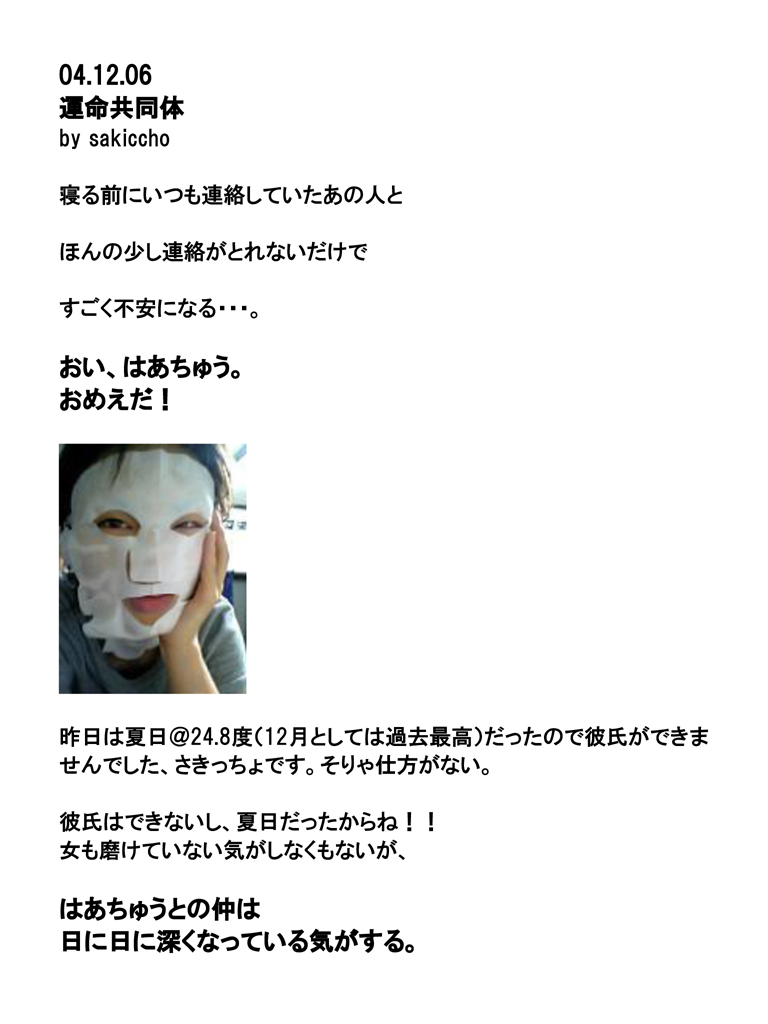 04.12.06
運命共同体
by sakiccho
寝る前にいつも連絡していたあの人と
ほんの少し連絡がとれないだけで
すごく不安になる・・・。
おい、はあちゅう。
おめえだ！
昨日は夏日＠24.8度（12月としては過去最高）だったので彼氏ができま
せんでした、さきっちょです。そりゃ仕方がない。
彼氏はできないし、夏日だったからね！！
女も磨けていない気がしなくもないが、
はあちゅうとの仲は
日に日に深くなっている気がする。